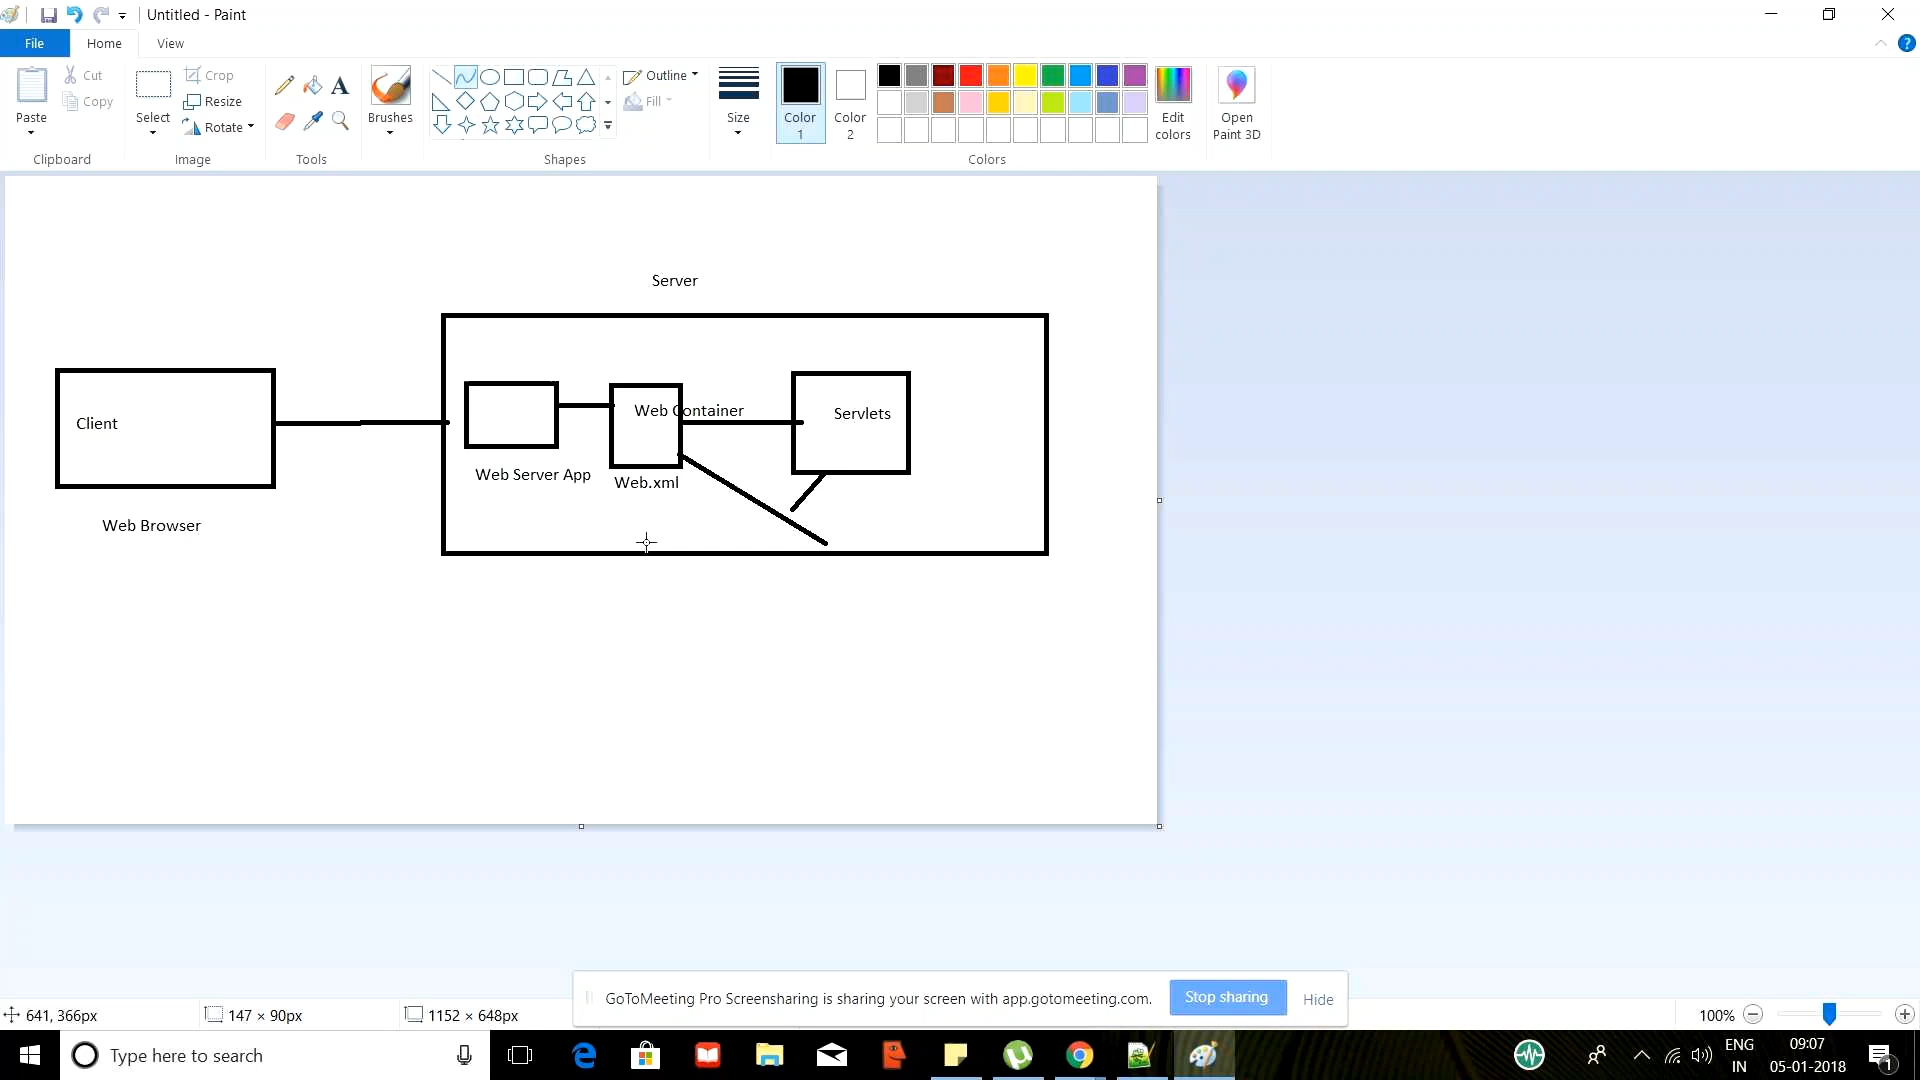 Untitled - Paint
File Home View
Paste
Cut
Copy
Clipboard
Select
Crop
Resize
Rotate
Image
Tools
Brushes
Shapes
Outline
Fill
Size
Color 1
Color 2
Colors
Edit colors
Open Paint 3D
Server
Client
Web Container
Servlets
Web Server App
Web.xml
Web Browser
GoToMeeting Pro Screensharing is sharing your screen with app.gotomeeting.com. Stop sharing Hide
641, 366px 147 × 90px 1152 × 648px 100%
Type here to search
ENG 09:07
IN 05-01-2018
1